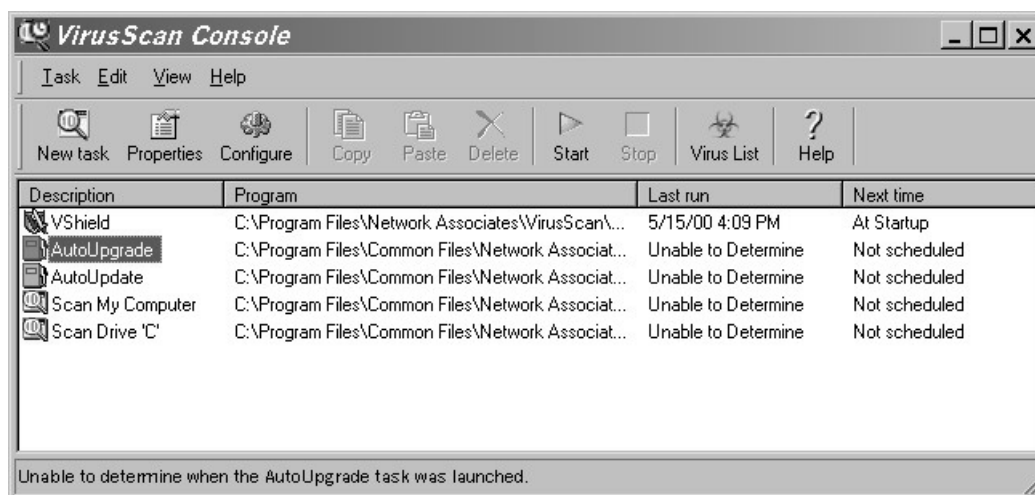 VirusScan Console
Task Edit View Help
New task Properties Configure Copy Paste Delete Start Stop Virus List Help
Description Program Last run Next time
VShield C:\Program Files\Network Associates\VirusScan\... 5/15/00 4:09 PM At Startup
AutoUpgrade C:\Program Files\Common Files\Network Associat... Unable to Determine Not scheduled
AutoUpdate C:\Program Files\Common Files\Network Associat... Unable to Determine Not scheduled
Scan My Computer C:\Program Files\Common Files\Network Associat... Unable to Determine Not scheduled
Scan Drive 'C' C:\Program Files\Common Files\Network Associat... Unable to Determine Not scheduled
Unable to determine when the AutoUpgrade task was launched.